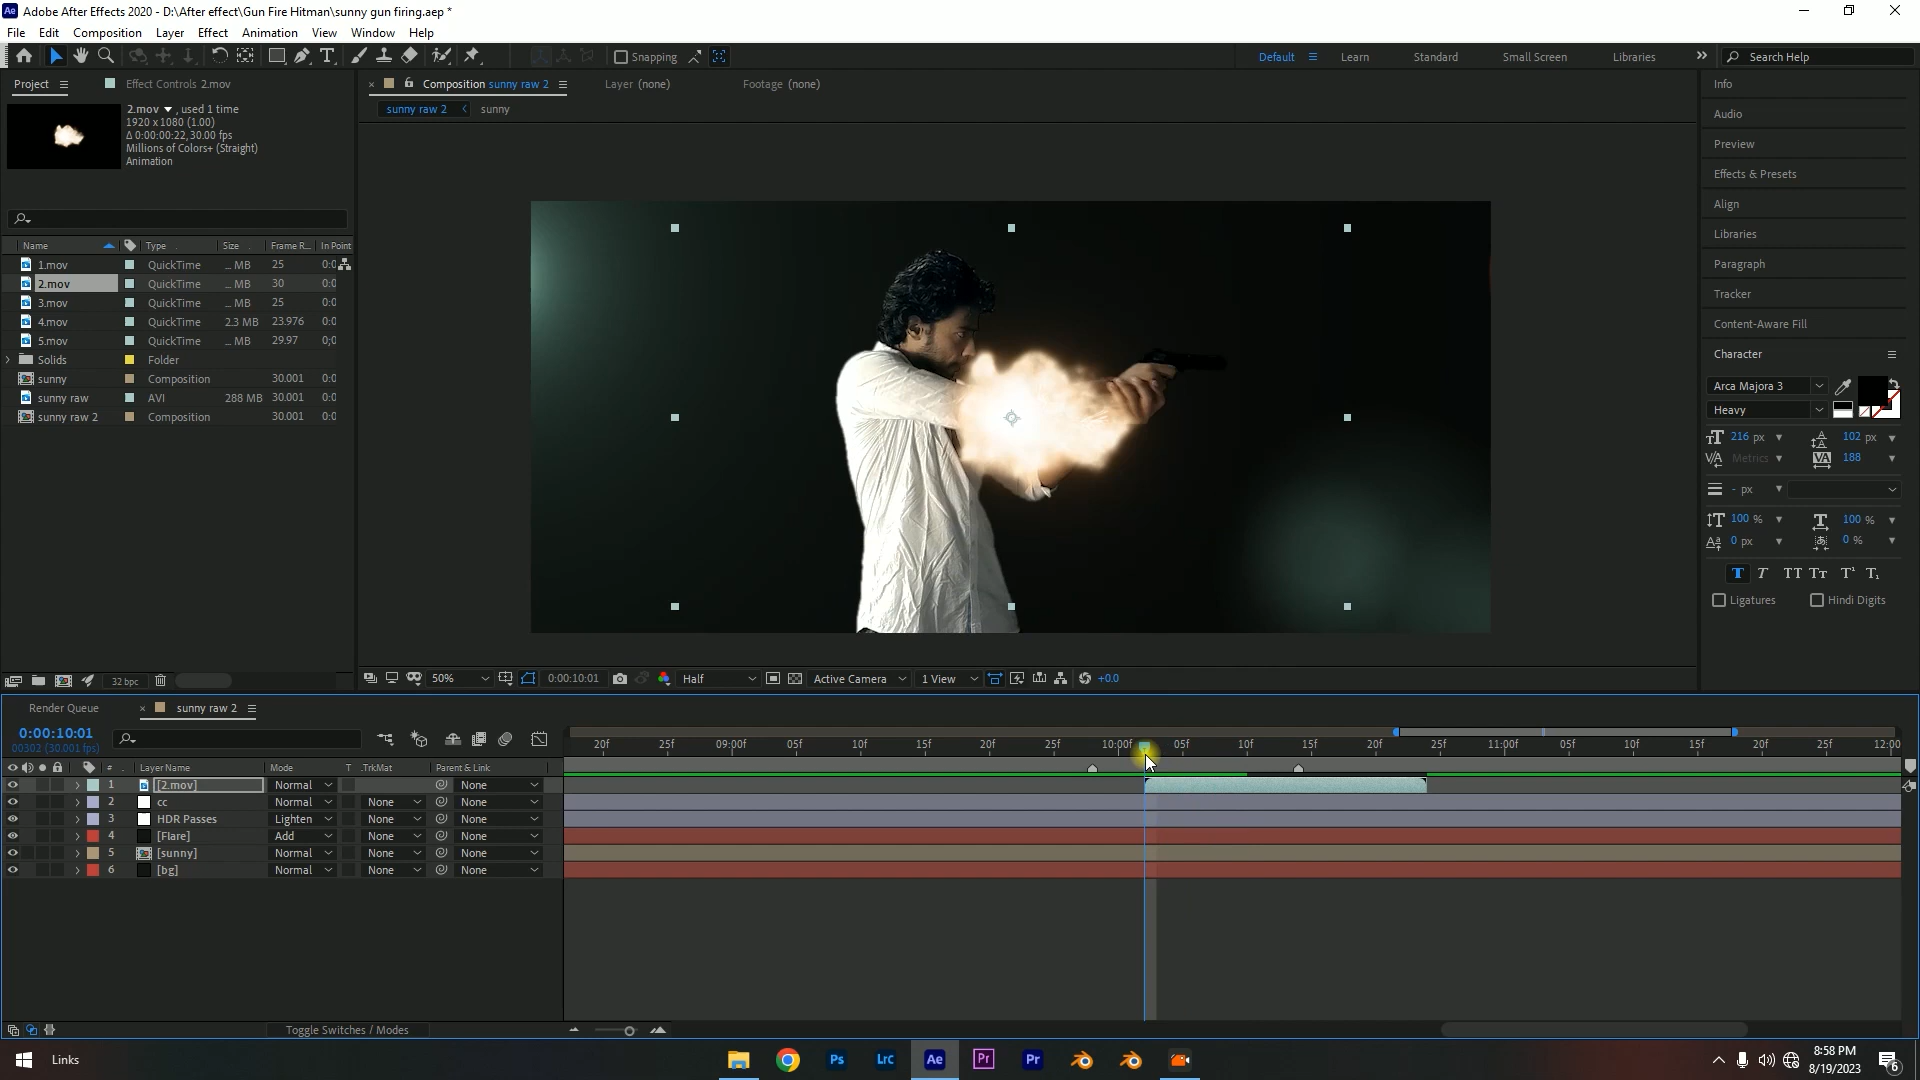 Adobe After Effects 2020 - D:\After effect\Gun Fire Hitman\sunny gun firing.aep *
File Edit Composition Layer Effect Animation View Window Help
Snapping Default Learn Standard Small Screen Libraries Search Help
Project Effect Controls 2.mov
2.mov , used 1 time
1920 x 1080 (1.00)
Δ 0:00:00:22, 30.00 fps
Millions of Colors+ (Straight)
Animation
Composition sunny raw 2 Layer (none) Footage (none)
sunny raw 2 sunny
Name Type Size Frame R... In Point
1.mov QuickTime ... MB 25 0:0
2.mov QuickTime ... MB 30 0:0
3.mov QuickTime ... MB 25 0:0
4.mov QuickTime 2.3 MB 23.976 0:0
5.mov QuickTime ... MB 29.97 0;0
Solids Folder
sunny Composition 30.001 0:0
sunny raw AVI 288 MB 30.001 0:0
sunny raw 2 Composition 30.001 0:0
32 bpc
50% 0:00:10:01 Half Active Camera 1 View +0.0
Info
Audio
Preview
Effects & Presets
Align
Libraries
Paragraph
Tracker
Content-Aware Fill
Character
Arca Majora 3
Heavy
216 px 102 px
Metrics 188
- px
100 % 100 %
0 px 0 %
T T TT Tt T¹ T₁
Ligatures Hindi Digits
Render Queue sunny raw 2
0:00:10:01
00302 (30.001 fps)
20f 25f 09:00f 05f 10f 15f 20f 25f 10:00f 05f 10f 15f 20f 25f 11:00f 05f 10f 15f 20f 25f 12:00
# Layer Name Mode T .TrkMat Parent & Link
1 [2.mov] Normal None
2 cc Normal None None
3 HDR Passes Lighten None None
4 [Flare] Add None None
5 [sunny] Normal None None
6 [bg] Normal None None
Toggle Switches / Modes
Links Ps Lrc Ae Pr Pr
8:58 PM
8/19/2023
6